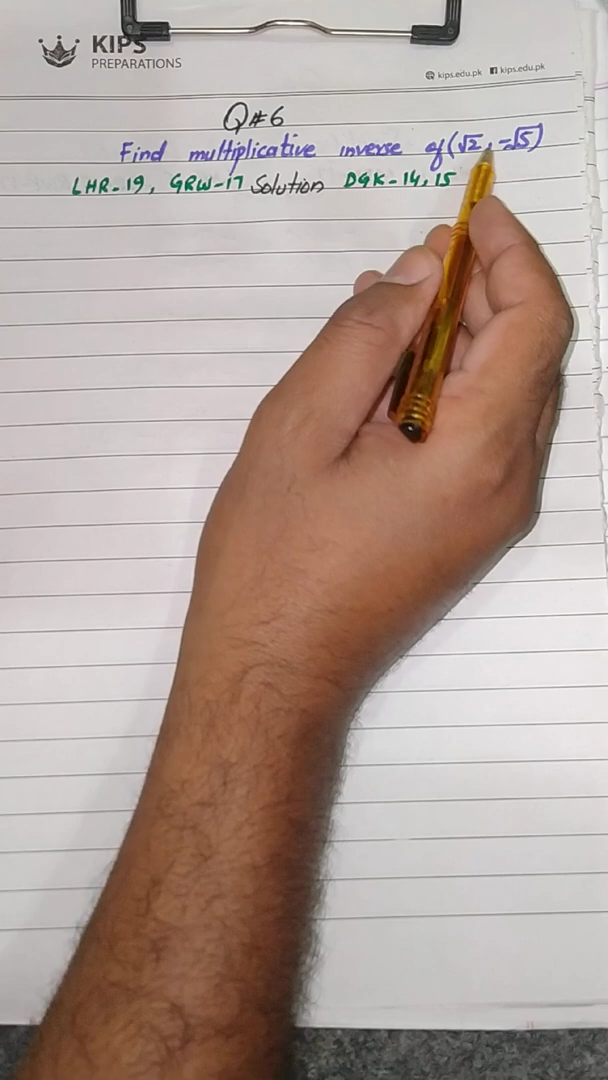 KIPS
PREPARATIONS
kips.edu.pk kips.edu.pk
Q#6
Find multiplicative inverse of (√2, -√5)
LHR-19, GRW-17 Solution DGK-14,15